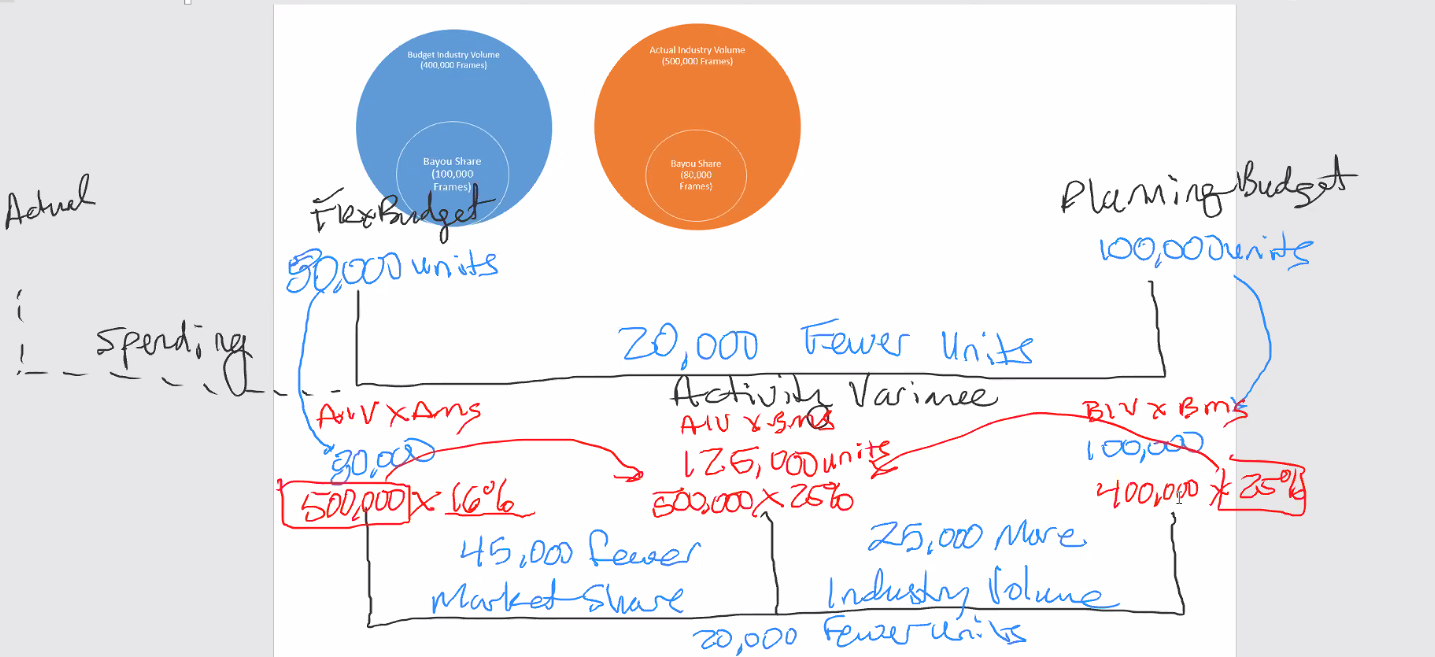 Budget Industry Volume
(400,000 Frames)
Bayou Share
(100,000
Frames)
Actual Industry Volume
(500,000 Frames)
Bayou Share
(80,000
Frames)
Actual
Flex Budget
Planning Budget
80,000 units
100,000 units
Spending
20,000 Fewer Units
Activity Variance
AIV X Ams
AIV X Bms
BIV X Bms
80,000
125,000 units
100,000
500,000 X 16%
500,000 X 25%
400,000 X 25%
45,000 fewer
Market Share
25,000 More
Industry Volume
20,000 Fewer Units